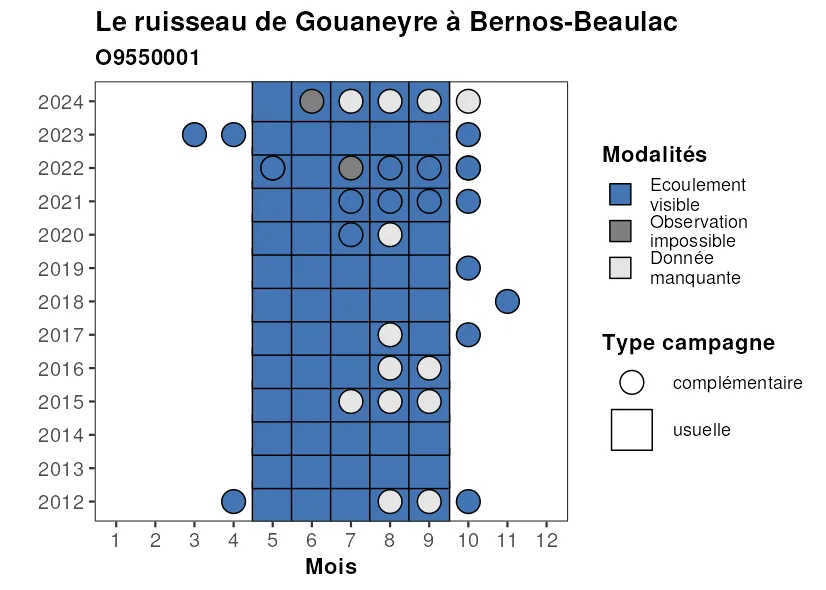 Le ruisseau de Gouaneyre à Bernos-Beaulac
O9550001
2024
2023
2022
2021
2020
2019
2018
2017
2016
2015
2014
2013
2012
1 2 3 4 5 6 7 8 9 10 11 12
Mois
Modalités
Ecoulement
visible
Observation
impossible
Donnée
manquante
Type campagne
complémentaire
usuelle